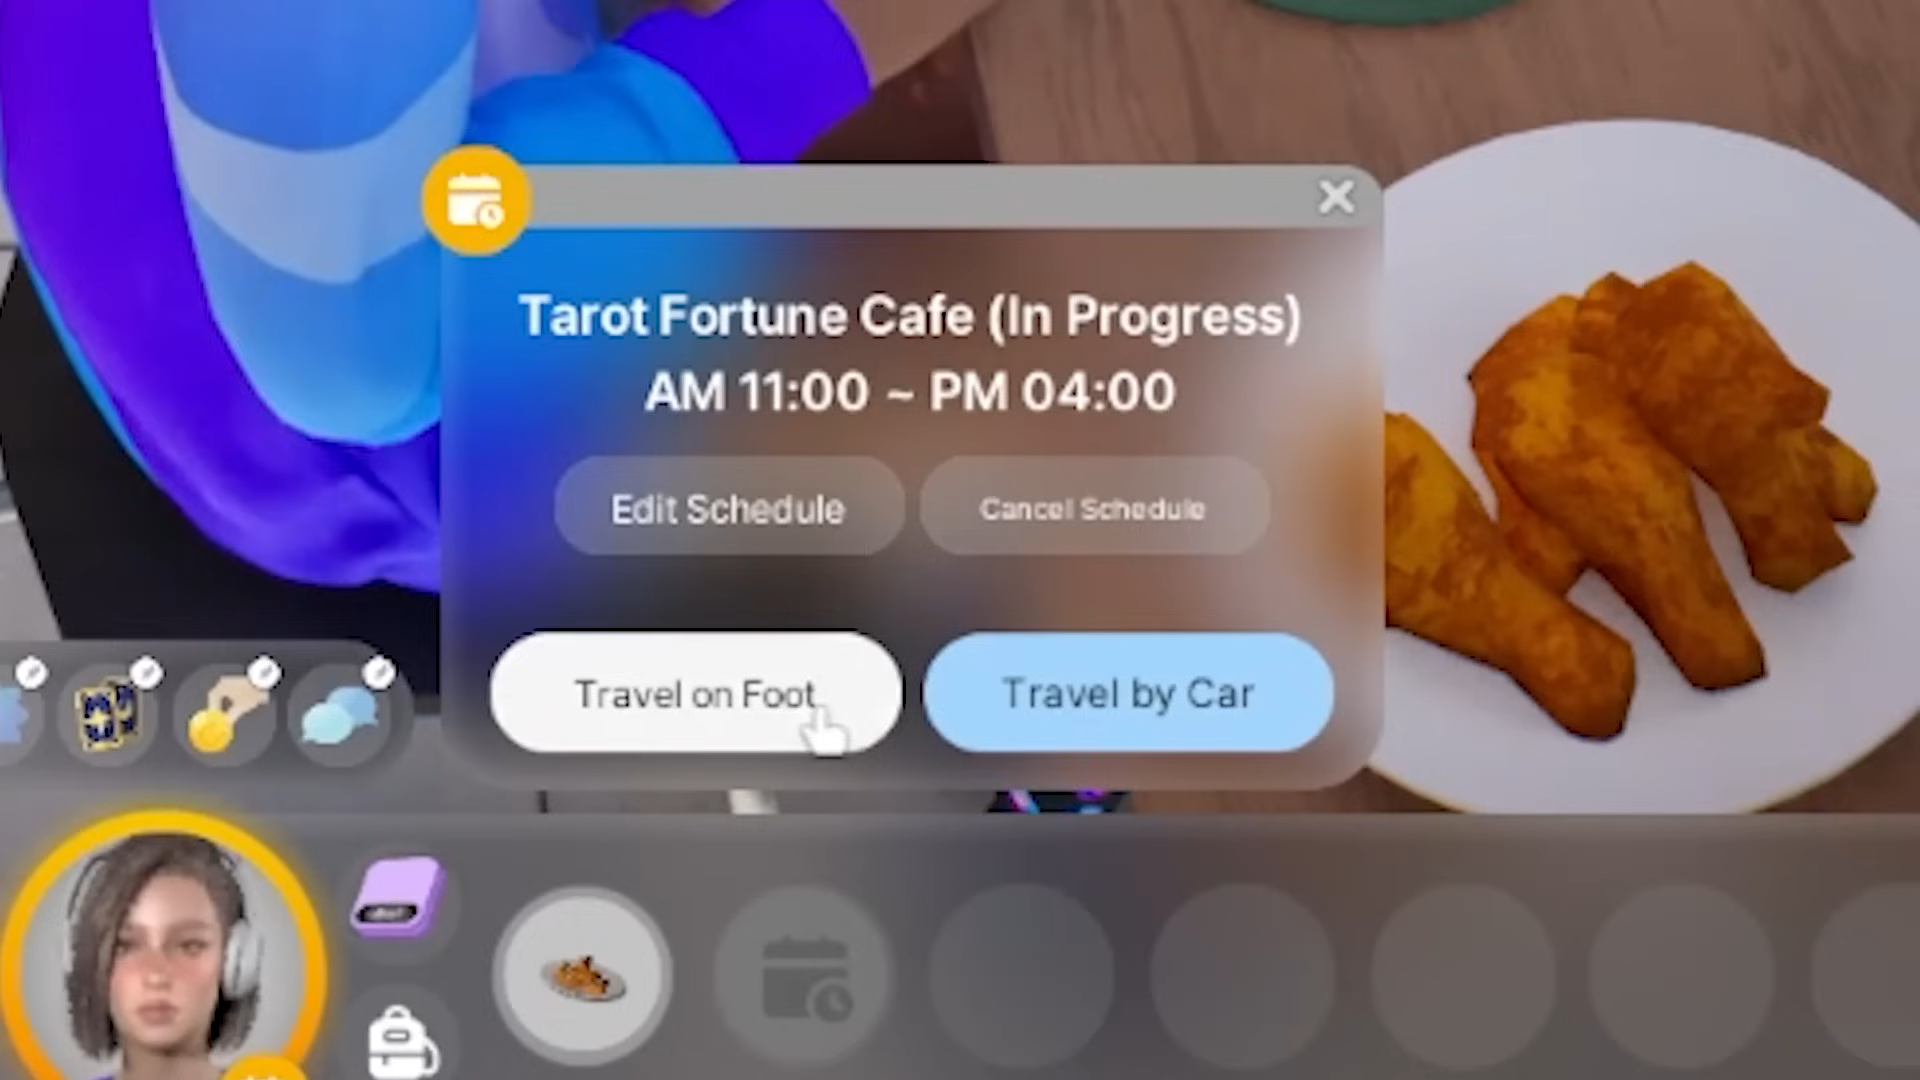 Tarot Fortune Cafe (In Progress)
AM 11:00 ~ PM 04:00
Edit Schedule
Cancel Schedule
Travel on Foot
Travel by Car